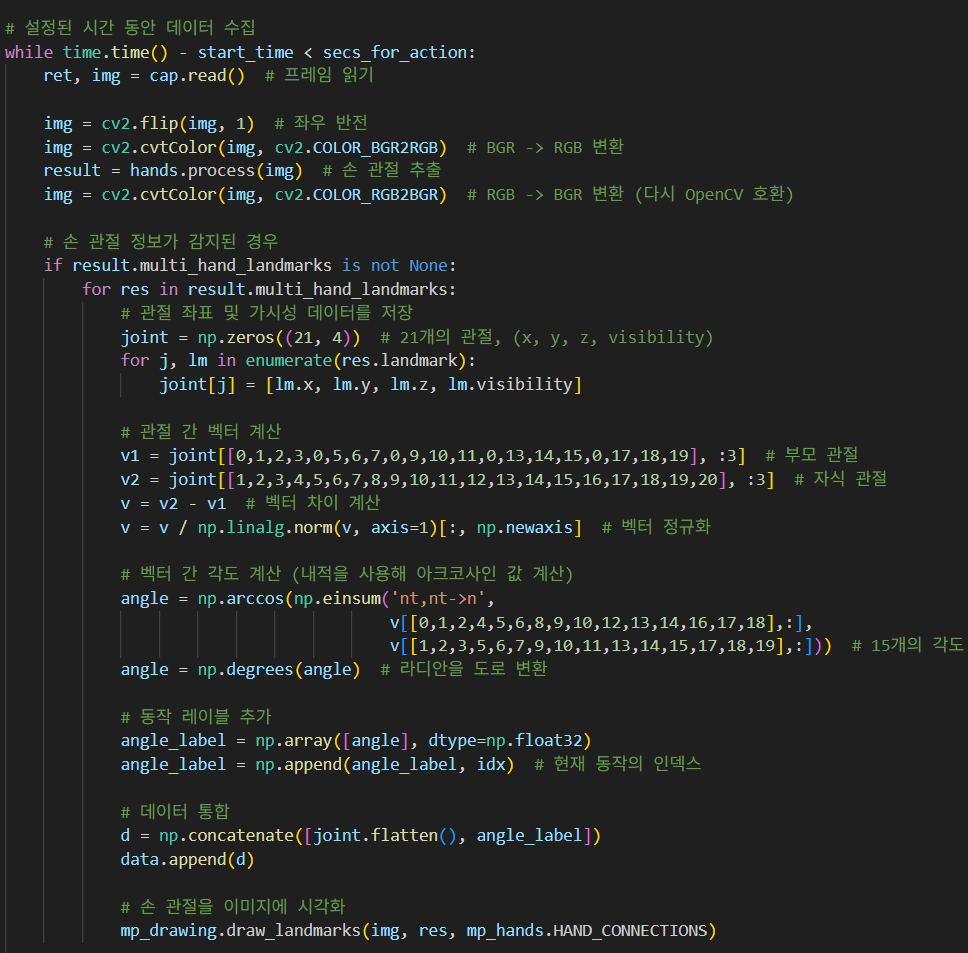 # 설정된 시간 동안 데이터 수집
while time.time() - start_time < secs_for_action:
    ret, img = cap.read()  # 프레임 읽기

    img = cv2.flip(img, 1)  # 좌우 반전
    img = cv2.cvtColor(img, cv2.COLOR_BGR2RGB)  # BGR -> RGB 변환
    result = hands.process(img)  # 손 관절 추출
    img = cv2.cvtColor(img, cv2.COLOR_RGB2BGR)  # RGB -> BGR 변환 (다시 OpenCV 호환)

    # 손 관절 정보가 감지된 경우
    if result.multi_hand_landmarks is not None:
        for res in result.multi_hand_landmarks:
            # 관절 좌표 및 가시성 데이터를 저장
            joint = np.zeros((21, 4))  # 21개의 관절, (x, y, z, visibility)
            for j, lm in enumerate(res.landmark):
                joint[j] = [lm.x, lm.y, lm.z, lm.visibility]

            # 관절 간 벡터 계산
            v1 = joint[[0,1,2,3,0,5,6,7,0,9,10,11,0,13,14,15,0,17,18,19], :3]  # 부모 관절
            v2 = joint[[1,2,3,4,5,6,7,8,9,10,11,12,13,14,15,16,17,18,19,20], :3]  # 자식 관절
            v = v2 - v1  # 벡터 차이 계산
            v = v / np.linalg.norm(v, axis=1)[:, np.newaxis]  # 벡터 정규화

            # 벡터 간 각도 계산 (내적을 사용해 아크코사인 값 계산)
            angle = np.arccos(np.einsum('nt,nt->n',
                                        v[[0,1,2,4,5,6,8,9,10,12,13,14,16,17,18],:],
                                        v[[1,2,3,5,6,7,9,10,11,13,14,15,17,18,19],:]))  # 15개의 각도
            angle = np.degrees(angle)  # 라디안을 도로 변환

            # 동작 레이블 추가
            angle_label = np.array([angle], dtype=np.float32)
            angle_label = np.append(angle_label, idx)  # 현재 동작의 인덱스

            # 데이터 통합
            d = np.concatenate([joint.flatten(), angle_label])
            data.append(d)

            # 손 관절을 이미지에 시각화
            mp_drawing.draw_landmarks(img, res, mp_hands.HAND_CONNECTIONS)